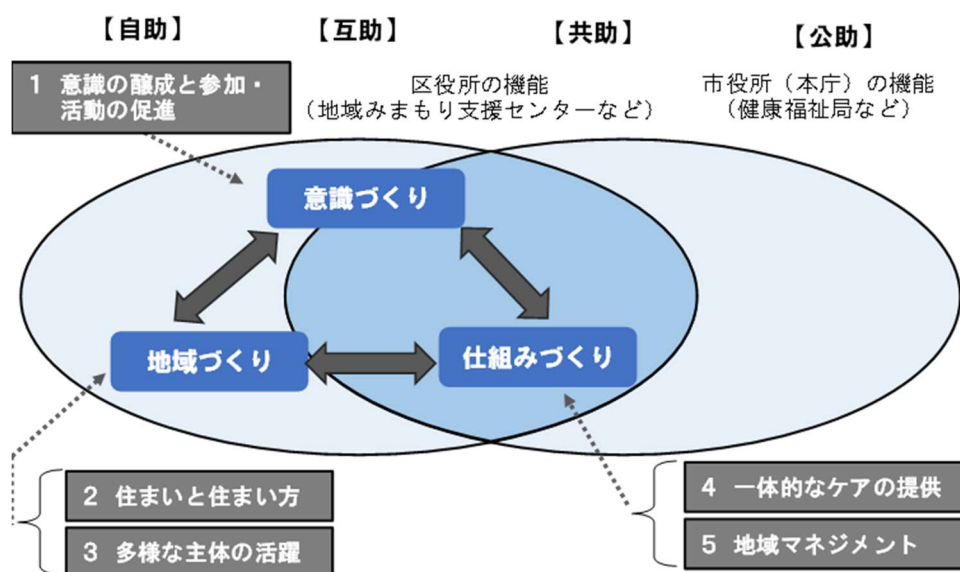 【自助】
【互助】
【共助】
【公助】
1 意識の醸成と参加・
活動の促進
区役所の機能
（地域みまもり支援センターなど）
市役所（本庁）の機能
（健康福祉局など）
意識づくり
地域づくり
仕組みづくり
2 住まいと住まい方
3 多様な主体の活躍
4 一体的なケアの提供
5 地域マネジメント